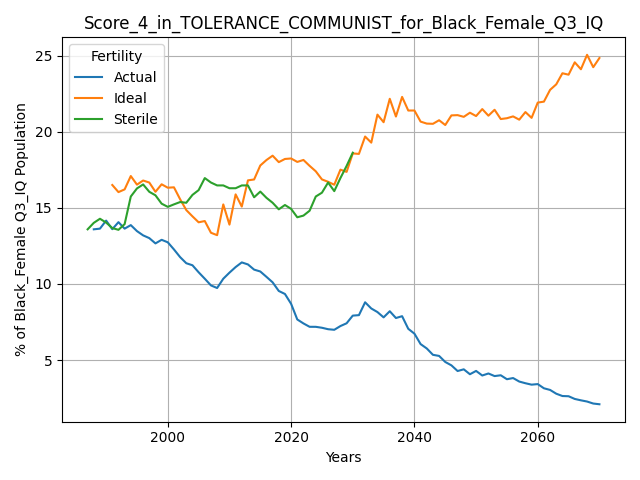 Score_4_in_TOLERANCE_COMMUNIST_for_Black_Female_Q3_IQ
Fertility
Actual
Ideal
Sterile
% of Black_Female Q3_IQ Population
25
20
15
10
5
2000
2020
2040
2060
Years